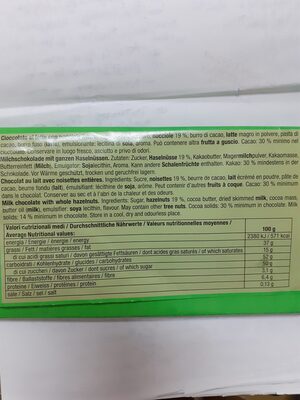 Cioccolato al latte con nocciole 19 %, burro di cacao, latte magro in polvere, pasta di
cacao, burro fuso (latte), emulsionante: lecitina di soia, aroma. Può contenere altra frutta a guscio. Cacao: 30 % minimo nel
cioccolato. Conservare in luogo fresco, asciutto e privo di odori.
Milchschokolade mit ganzen Haselnüssen. Zutaten: Zucker, Haselnüsse 19 %, Kakaobutter, Magermilchpulver, Kakaomasse,
Butterreinfett (Milch), Emulgator: Sojalecithin, Aroma. Kann andere Schalenfrüchte enthalten. Kakao: 30 % mindestens in der
Schokolade. Vor Wärme geschützt, trocken und geruchfrei lagern.
Chocolat au lait avec noisettes entières. Ingrédients: Sucre, noisettes 19 %, beurre de cacao, lait écrémé en poudre, pâte de
cacao, beurre fondu (lait), émulsifiant: lécithine de soja, arôme. Peut contenir d'autres fruits à coque. Cacao: 30 % minimum
dans le chocolat. Conserver au sec et à l'abri de la chaleur et des odeurs.
Milk chocolate with whole hazelnuts. Ingredients: Sugar, hazelnuts 19 %, cocoa butter, dried skimmed milk, cocoa mass,
butter oil (milk), emulsifier: soya lecithin, flavour. May contain other tree nuts. Cocoa solids: 30 % minimum in chocolate. Milk
solids: 14 % minimum in chocolate. Store in a cool, dry and odourless place.
Valori nutrizionali medi / Durchschnittliche Nährwerte / Valeurs nutritionnelles moyennes /
Average Nutritional values: 100 g
energia / Energie / énergie / energy 2380 kJ / 571 kcal
grassi / Fett / matières grasses / fat 37 g
di cui acidi grassi saturi / davon gesättigte Fettsäuren / dont acides gras saturés / of which saturates 15 g
carboidrati / Kohlenhydrate / glucides / carbohydrates 52 g
di cui zuccheri / davon Zucker / dont sucres / of which sugar 50 g
fibre / Ballaststoffe / fibres alimentaires / fibre 3,1 g
proteine / Eiweiss / protéines / protein 6,4 g
sale / Salz / sel / salt 0,13 g